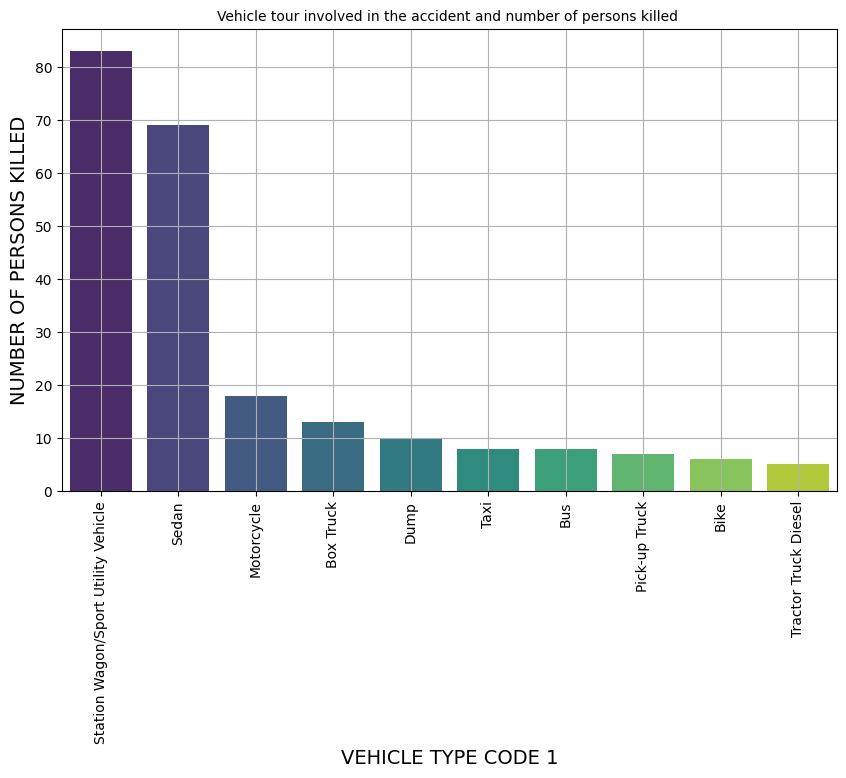 Vehicle tour involved in the accident and number of persons killed
NUMBER OF PERSONS KILLED
80
70
60
50
40
30
20
10
0
Station Wagon/Sport Utility Vehicle
Sedan
Motorcycle
Box Truck
Dump
Taxi
Bus
Pick-up Truck
Bike
Tractor Truck Diesel
VEHICLE TYPE CODE 1